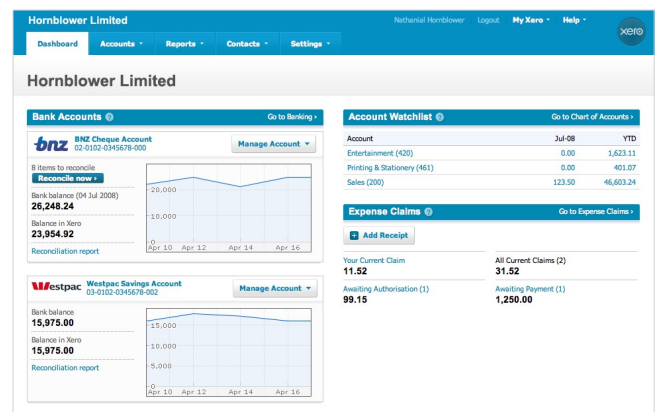 Hornblower Limited
Nathanial Hornblower Logout My Xero Help
xero
Dashboard Accounts Reports Contacts Settings
Hornblower Limited
Bank Accounts ? Go to Banking ›
bnz BNZ Cheque Account
02-0102-0345678-000
Manage Account
8 items to reconcile
Reconcile now ›
Bank balance (04 Jul 2008)
26,248.24
Balance in Xero
23,954.92
Reconciliation report
20,000
10,000
0
Apr 10 Apr 12 Apr 14 Apr 16
Westpac Westpac Savings Account
03-0102-0345678-002
Manage Account
Bank balance
15,975.00
Balance in Xero
15,975.00
Reconciliation report
15,000
10,000
5,000
0
Apr 10 Apr 12 Apr 14 Apr 16
Account Watchlist ? Go to Chart of Accounts ›
Account Jul-08 YTD
Entertainment (420) 0.00 1,623.11
Printing & Stationery (461) 0.00 401.07
Sales (200) 123.50 46,603.24
Expense Claims ? Go to Expense Claims ›
+ Add Receipt
Your Current Claim
11.52
All Current Claims (2)
31.52
Awaiting Authorisation (1)
99.15
Awaiting Payment (1)
1,250.00